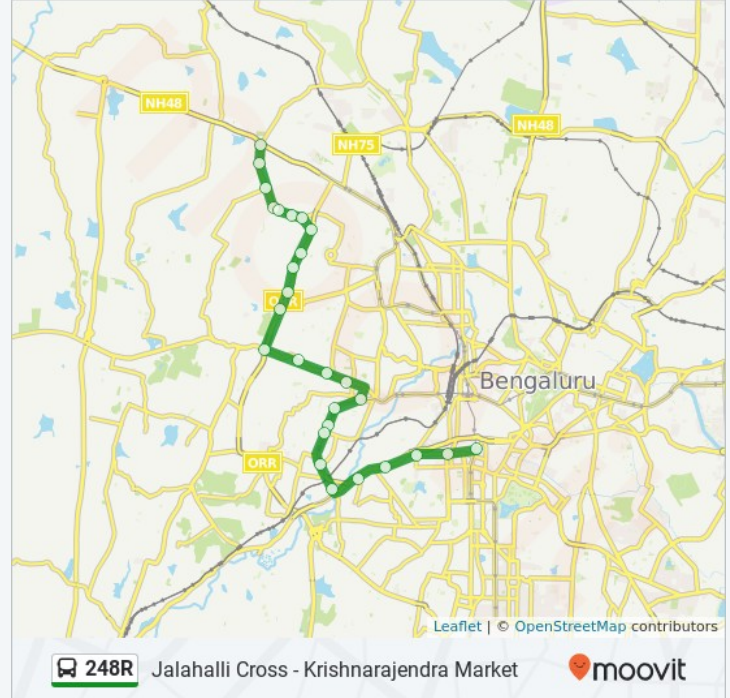 NH48
NH48
NH75
ORR
Bengaluru
ORR
Leaflet | © OpenStreetMap contributors
248R Jalahalli Cross - Krishnarajendra Market moovit